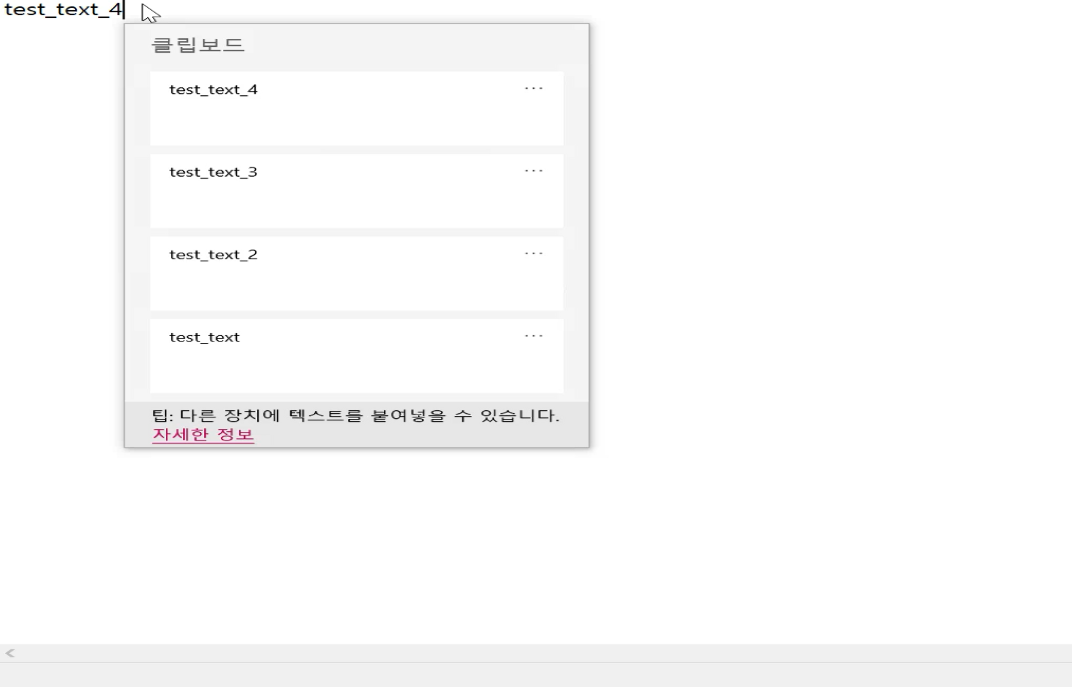 test_text_4
클립보드
test_text_4
test_text_3
test_text_2
test_text
팁: 다른 장치에 텍스트를 붙여넣을 수 있습니다.
자세한 정보